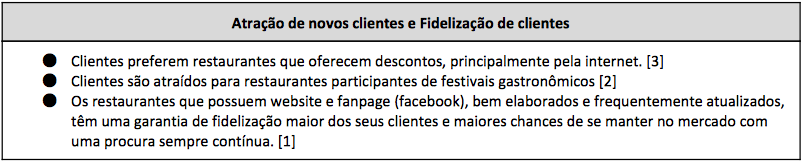 Atração de novos clientes e Fidelização de clientes
● Clientes preferem restaurantes que oferecem descontos, principalmente pela internet. [3]
● Clientes são atraídos para restaurantes participantes de festivais gastronômicos [2]
● Os restaurantes que possuem website e fanpage (facebook), bem elaborados e frequentemente atualizados,
têm uma garantia de fidelização maior dos seus clientes e maiores chances de se manter no mercado com
uma procura sempre contínua. [1]